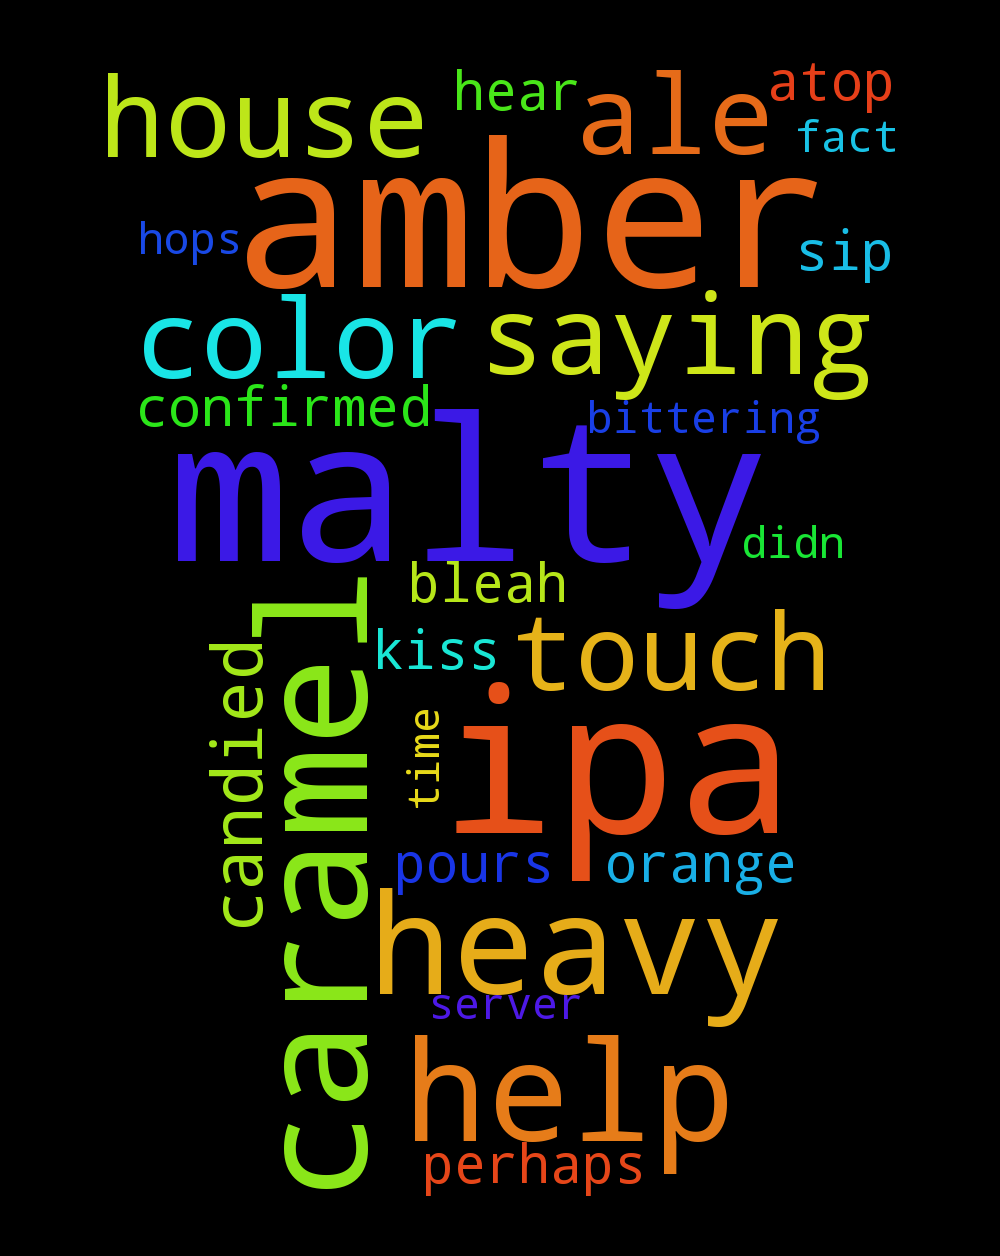 house
hear
ale
atop
fact
amber
hops
sip
color
saying
confirmed
bittering
malty
didn
bleah
candied
caramel
kiss
touch
time
ipa
pours
orange
heavy
server
help
perhaps